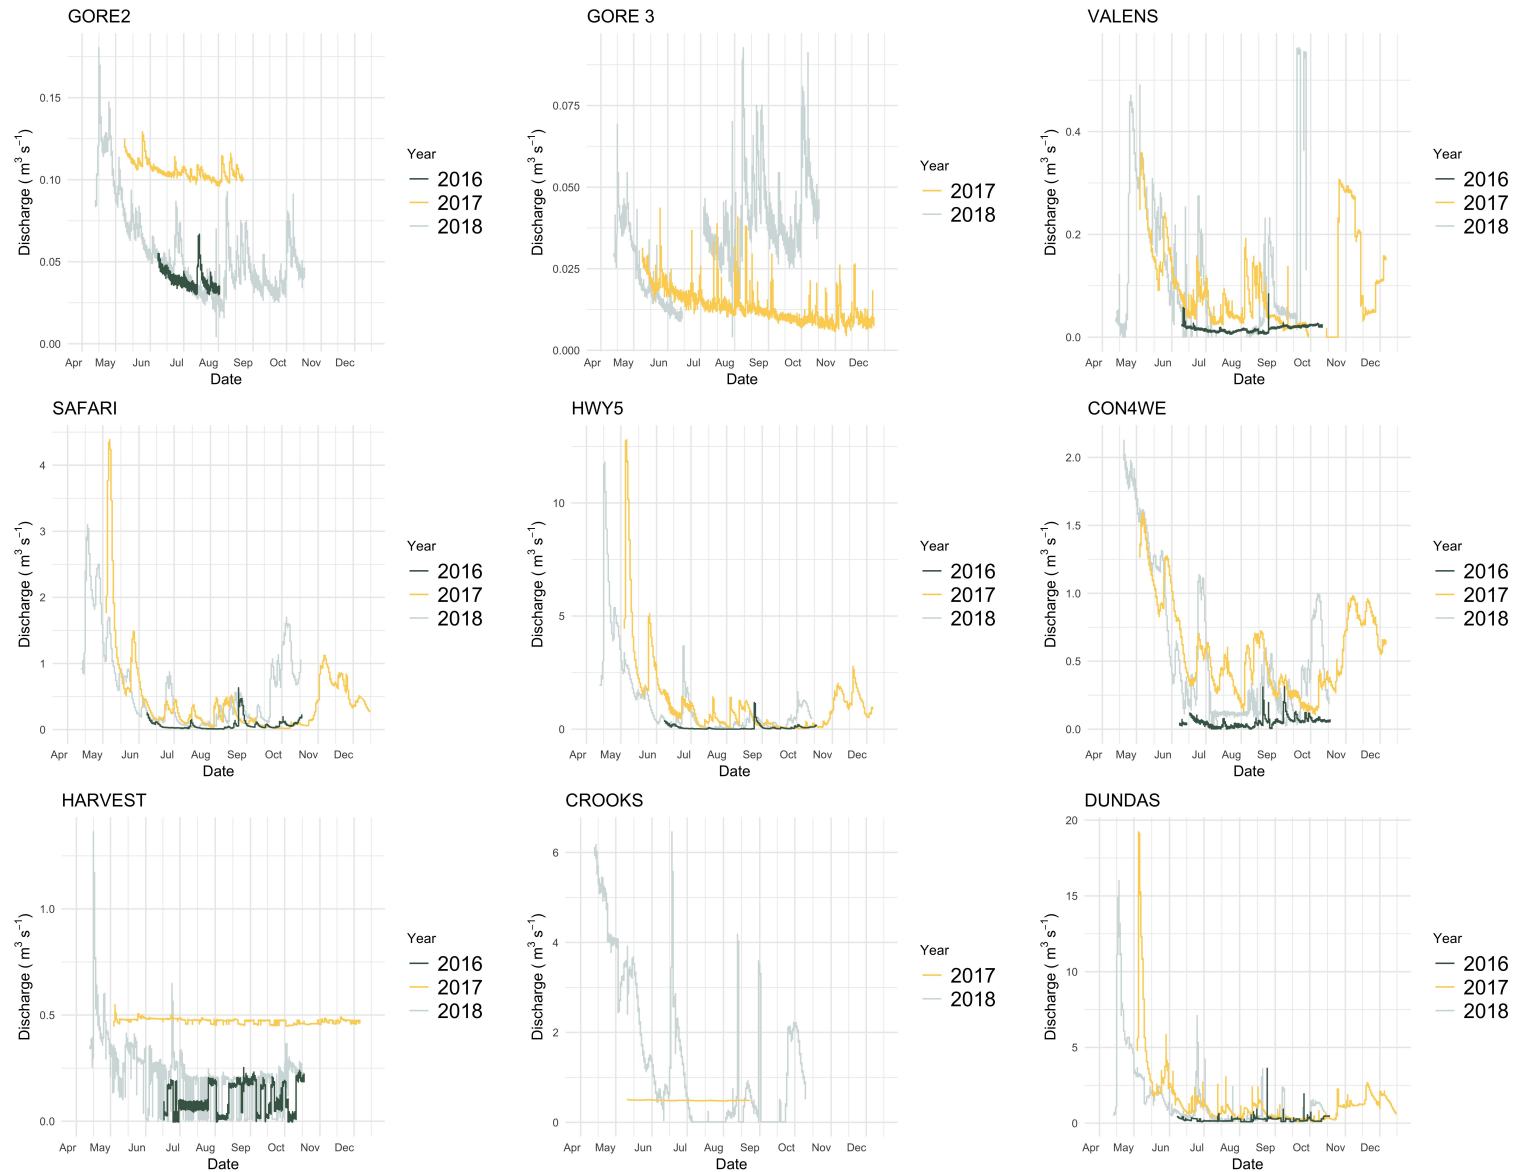 GORE2
0.15
0.10
0.05
0.00
Discharge ( m³ s⁻¹)
Apr May Jun Jul Aug Sep Oct Nov Dec
Date
Year
2016
2017
2018
GORE 3
0.075
0.050
0.025
0.000
Discharge ( m³ s⁻¹)
Apr May Jun Jul Aug Sep Oct Nov Dec
Date
Year
2017
2018
VALENS
0.4
0.2
0.0
Discharge ( m³ s⁻¹)
Apr May Jun Jul Aug Sep Oct Nov Dec
Date
Year
2016
2017
2018
SAFARI
4
3
2
1
0
Discharge ( m³ s⁻¹)
Apr May Jun Jul Aug Sep Oct Nov Dec
Date
Year
2016
2017
2018
HWY5
10
5
0
Discharge ( m³ s⁻¹)
Apr May Jun Jul Aug Sep Oct Nov Dec
Date
Year
2016
2017
2018
CON4WE
2.0
1.5
1.0
0.5
0.0
Discharge ( m³ s⁻¹)
Apr May Jun Jul Aug Sep Oct Nov Dec
Date
Year
2016
2017
2018
HARVEST
1.0
0.5
0.0
Discharge ( m³ s⁻¹)
Apr May Jun Jul Aug Sep Oct Nov Dec
Date
Year
2016
2017
2018
CROOKS
6
4
2
0
Discharge ( m³ s⁻¹)
Apr May Jun Jul Aug Sep Oct Nov Dec
Date
Year
2017
2018
DUNDAS
20
15
10
5
0
Discharge ( m³ s⁻¹)
Apr May Jun Jul Aug Sep Oct Nov Dec
Date
Year
2016
2017
2018